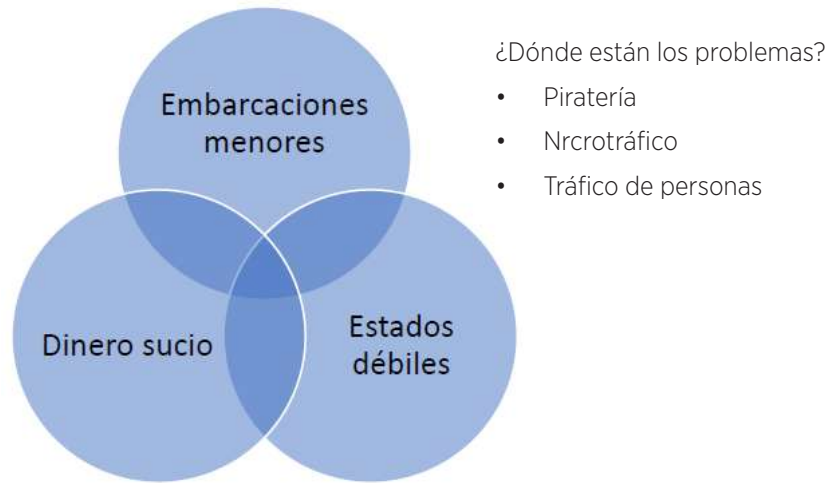 Embarcaciones
menores
Dinero sucio
Estados
débiles
¿Dónde están los problemas?
• Piratería
• Nrcrotráfico
• Tráfico de personas